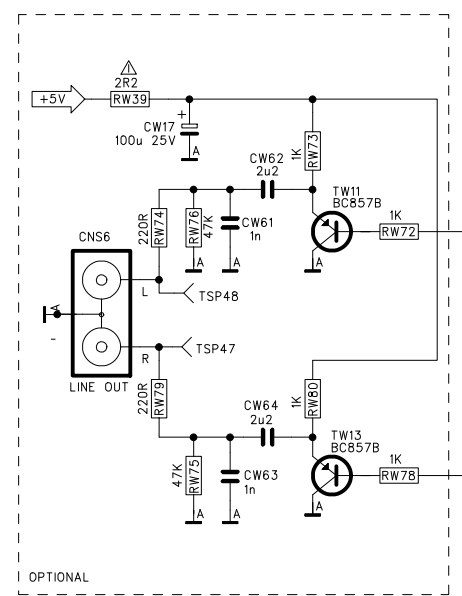 2R2
+5V
RW39
+
CW17
100u 25V
A
1K
RW73
CW62
2u2
TW11
BC857B
220R
RW74
RW76
47K
CW61
1n
1K
RW72
A
A
A
CNS6
L
TSP48
A
-
R
TSP47
LINE OUT
220R
RW79
CW64
2u2
1K
RW80
TW13
BC857B
47K
RW75
CW63
1n
1K
RW78
A
A
A
OPTIONAL